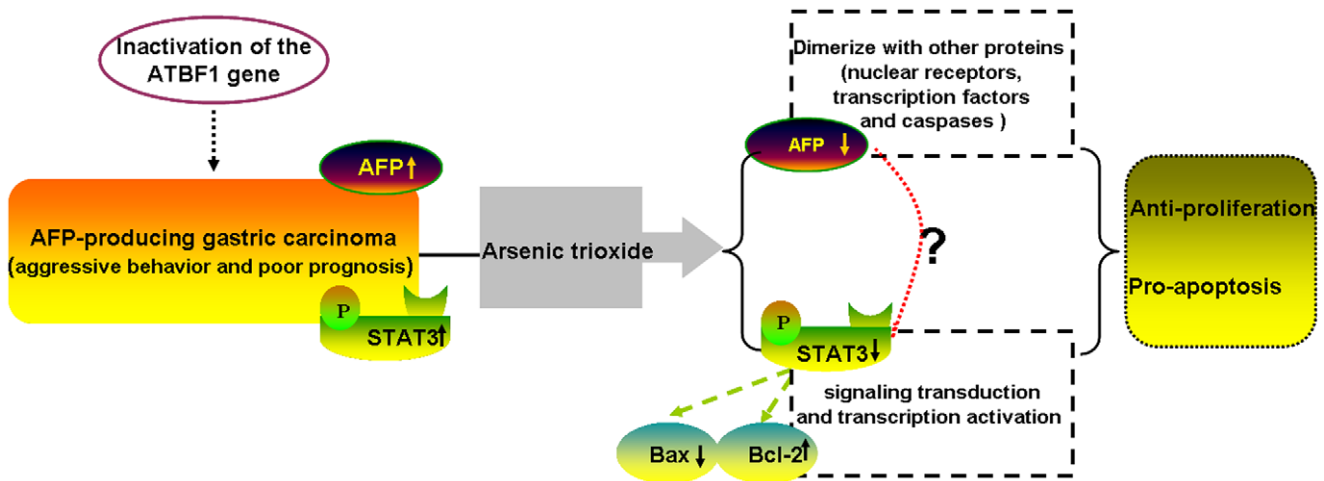 Inactivation of the
ATBF1 gene
AFP↑
AFP-producing gastric carcinoma
(aggressive behavior and poor prognosis)
P
STAT3↑
Arsenic trioxide
Dimerize with other proteins
(nuclear receptors,
transcription factors
and caspases )
AFP ↓
?
P
STAT3↓
signaling transduction
and transcription activation
Bax↓
Bcl-2↑
Anti-proliferation
Pro-apoptosis